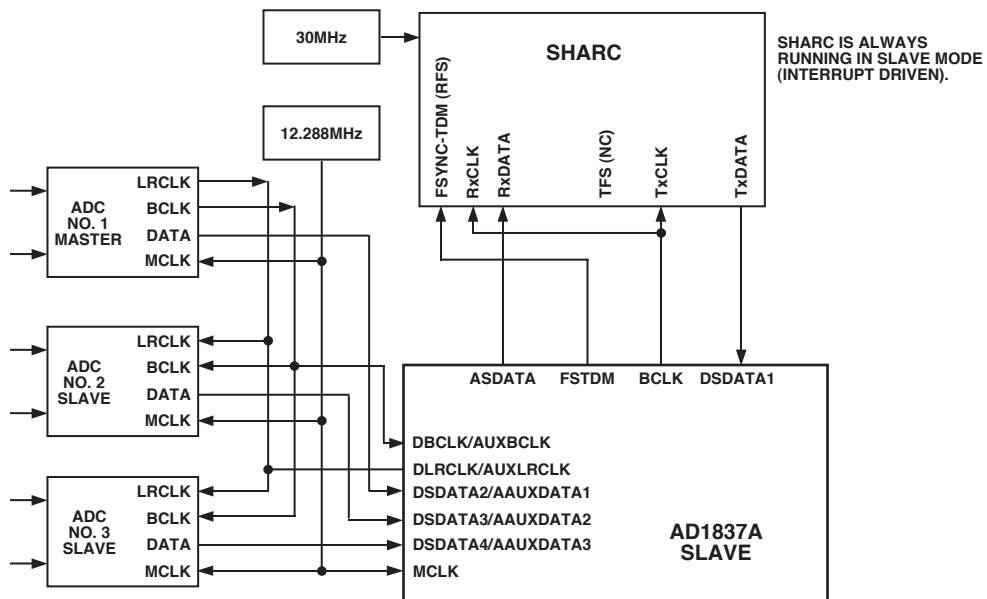 30MHz
SHARC
SHARC IS ALWAYS
RUNNING IN SLAVE MODE
(INTERRUPT DRIVEN).
FSYNC-TDM (RFS)
RxCLK
RxDATA
TFS (NC)
TxCLK
TxDATA
12.288MHz
ADC
NO. 1
MASTER
LRCLK
BCLK
DATA
MCLK
ADC
NO. 2
SLAVE
LRCLK
BCLK
DATA
MCLK
ADC
NO. 3
SLAVE
LRCLK
BCLK
DATA
MCLK
ASDATA
FSTDM
BCLK
DSDATA1
DBCLK/AUXBCLK
DLRCLK/AUXLRCLK
DSDATA2/AAUXDATA1
DSDATA3/AAUXDATA2
DSDATA4/AAUXDATA3
MCLK
AD1837A
SLAVE